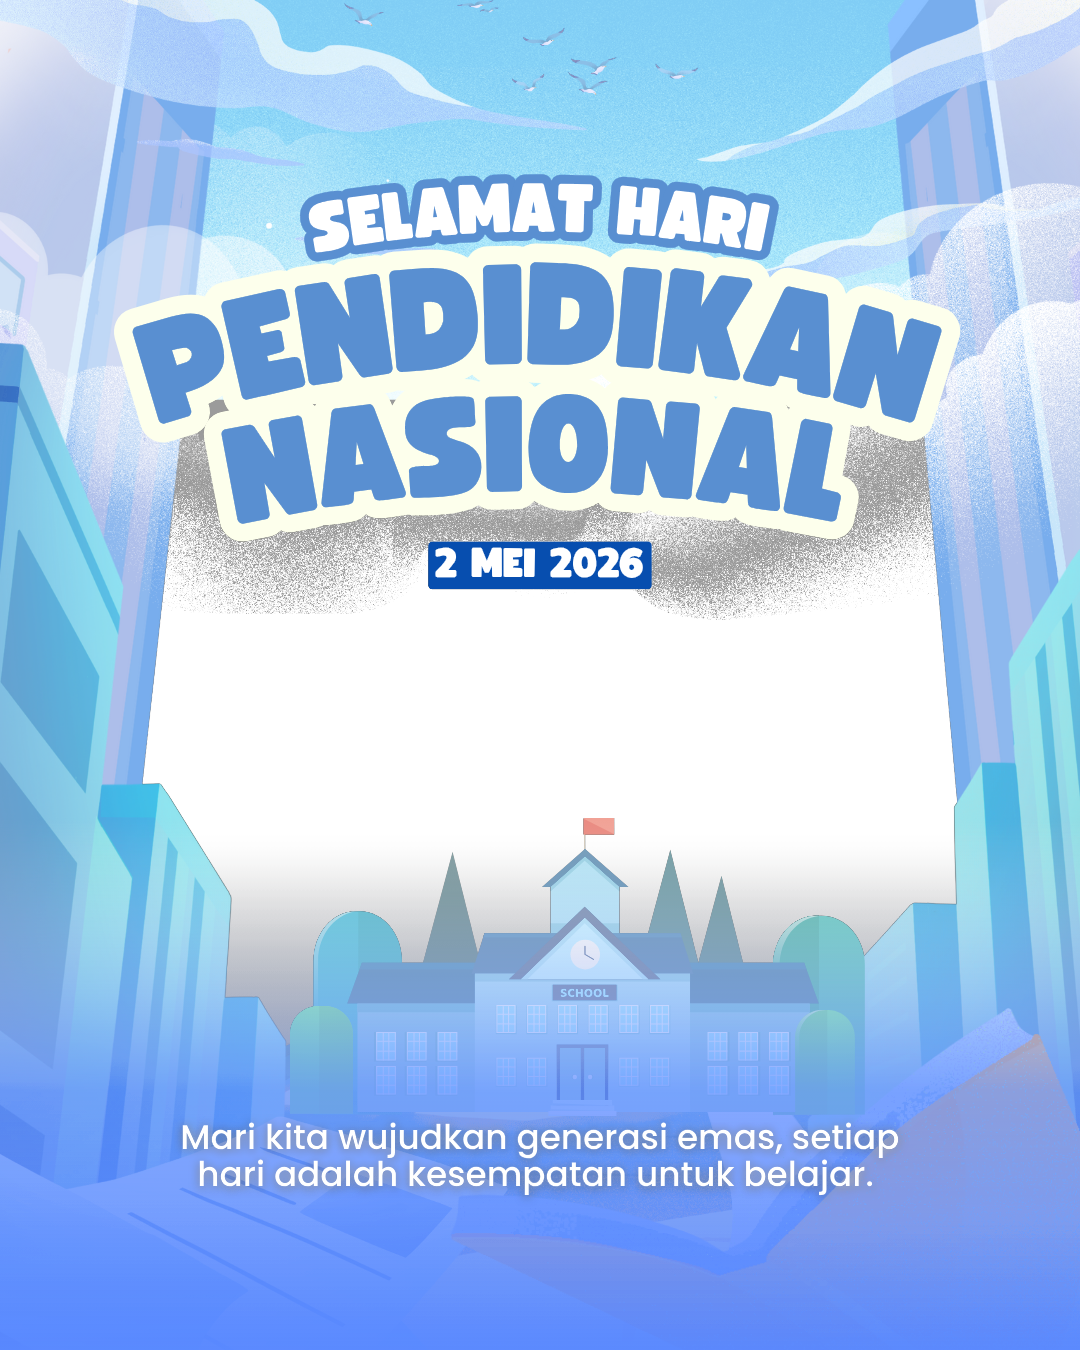 SELAMAT HARI
PENDIDIKAN
NASIONAL
2 MEI 2026
SCHOOL
Mari kita wujudkan generasi emas, setiap
hari adalah kesempatan untuk belajar.